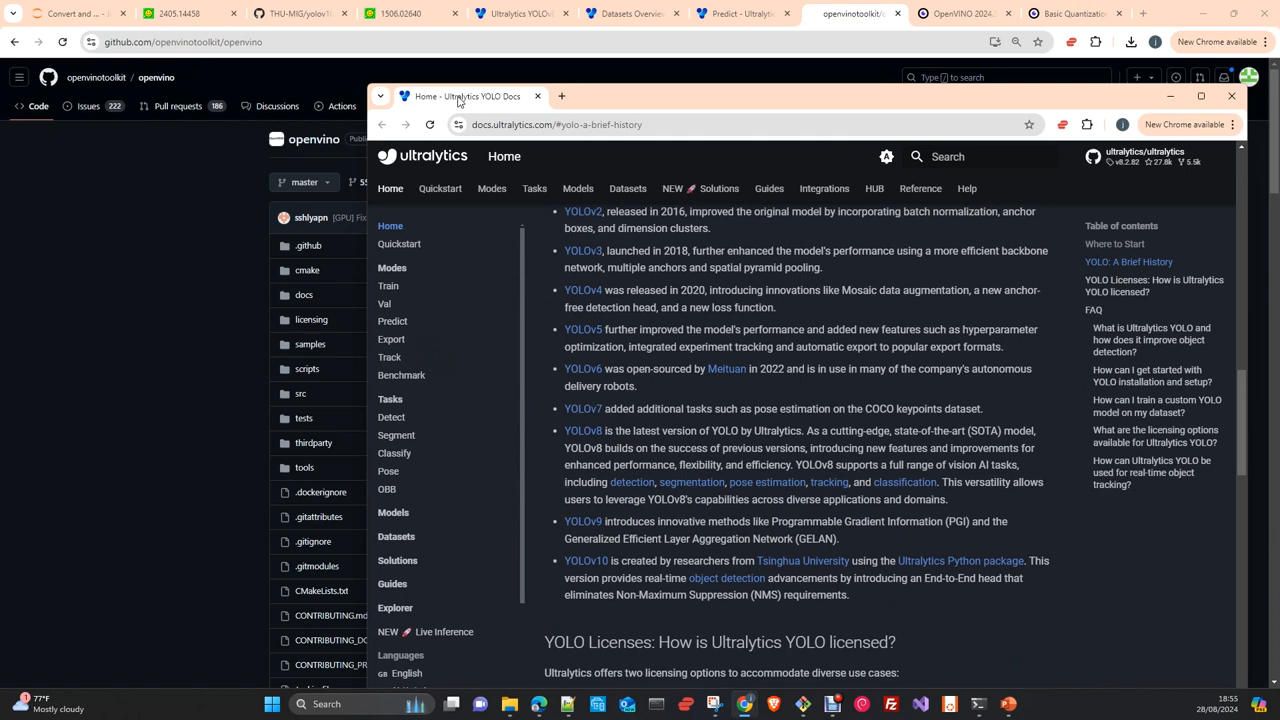 Convert and ...
2405.14458
THU-MIG/yolov10
1506.02640
Ultralytics YOLOv
Datasets Overview
Predict - Ultralytic
openvinotoolkit/o
OpenVINO 2024.
Basic Quantization
github.com/openvinotoolkit/openvino
New Chrome available
openvinotoolkit / openvino
Type / to search
Code
Issues 222
Pull requests 186
Discussions
Actions
Home - Ultralytics YOLO Docs
docs.ultralytics.com/#yolo-a-brief-history
New Chrome available
openvino
master
sshlyapn [GPU] Fix
.github
cmake
docs
licensing
samples
scripts
src
tests
thirdparty
tools
.dockerignore
.gitattributes
.gitignore
.gitmodules
CMakeLists.txt
CONTRIBUTING.md
CONTRIBUTING_DO
CONTRIBUTING_PR
ultralytics
Home
Search
ultralytics/ultralytics
v8.2.82 27.8k 5.5k
Home
Quickstart
Modes
Tasks
Models
Datasets
NEW 🚀 Solutions
Guides
Integrations
HUB
Reference
Help
Home
Quickstart
Modes
Train
Val
Predict
Export
Track
Benchmark
Tasks
Detect
Segment
Classify
Pose
OBB
Models
Datasets
Solutions
Guides
Explorer
NEW 🚀 Live Inference
Languages
GB English
YOLOv2, released in 2016, improved the original model by incorporating batch normalization, anchor
boxes, and dimension clusters.
YOLOv3, launched in 2018, further enhanced the model's performance using a more efficient backbone
network, multiple anchors and spatial pyramid pooling.
YOLOv4 was released in 2020, introducing innovations like Mosaic data augmentation, a new anchor-
free detection head, and a new loss function.
YOLOv5 further improved the model's performance and added new features such as hyperparameter
optimization, integrated experiment tracking and automatic export to popular export formats.
YOLOv6 was open-sourced by Meituan in 2022 and is in use in many of the company's autonomous
delivery robots.
YOLOv7 added additional tasks such as pose estimation on the COCO keypoints dataset.
YOLOv8 is the latest version of YOLO by Ultralytics. As a cutting-edge, state-of-the-art (SOTA) model,
YOLOv8 builds on the success of previous versions, introducing new features and improvements for
enhanced performance, flexibility, and efficiency. YOLOv8 supports a full range of vision AI tasks,
including detection, segmentation, pose estimation, tracking, and classification. This versatility allows
users to leverage YOLOv8's capabilities across diverse applications and domains.
YOLOv9 introduces innovative methods like Programmable Gradient Information (PGI) and the
Generalized Efficient Layer Aggregation Network (GELAN).
YOLOv10 is created by researchers from Tsinghua University using the Ultralytics Python package. This
version provides real-time object detection advancements by introducing an End-to-End head that
eliminates Non-Maximum Suppression (NMS) requirements.
YOLO Licenses: How is Ultralytics YOLO licensed?
Ultralytics offers two licensing options to accommodate diverse use cases:
Table of contents
Where to Start
YOLO: A Brief History
YOLO Licenses: How is Ultralytics
YOLO licensed?
FAQ
What is Ultralytics YOLO and
how does it improve object
detection?
How can I get started with
YOLO installation and setup?
How can I train a custom YOLO
model on my dataset?
What are the licensing options
available for Ultralytics YOLO?
How can Ultralytics YOLO be
used for real-time object
tracking?
77°F
Mostly cloudy
Search
18:55
28/08/2024